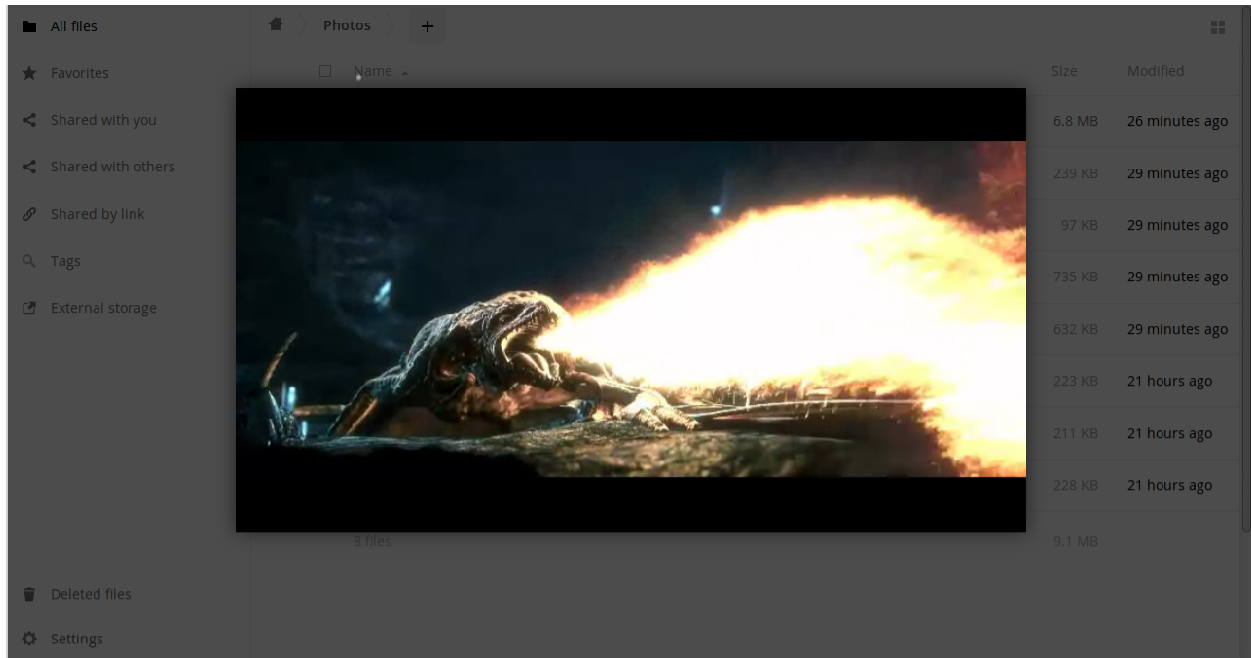 All files
Photos
+
Favorites
Name
Size
Modified
Shared with you
Shared with others
Shared by link
Tags
External storage
6.8 MB 26 minutes ago
239 KB 29 minutes ago
97 KB 29 minutes ago
735 KB 29 minutes ago
632 KB 29 minutes ago
223 KB 21 hours ago
211 KB 21 hours ago
228 KB 21 hours ago
8 files 9.1 MB
Deleted files
Settings